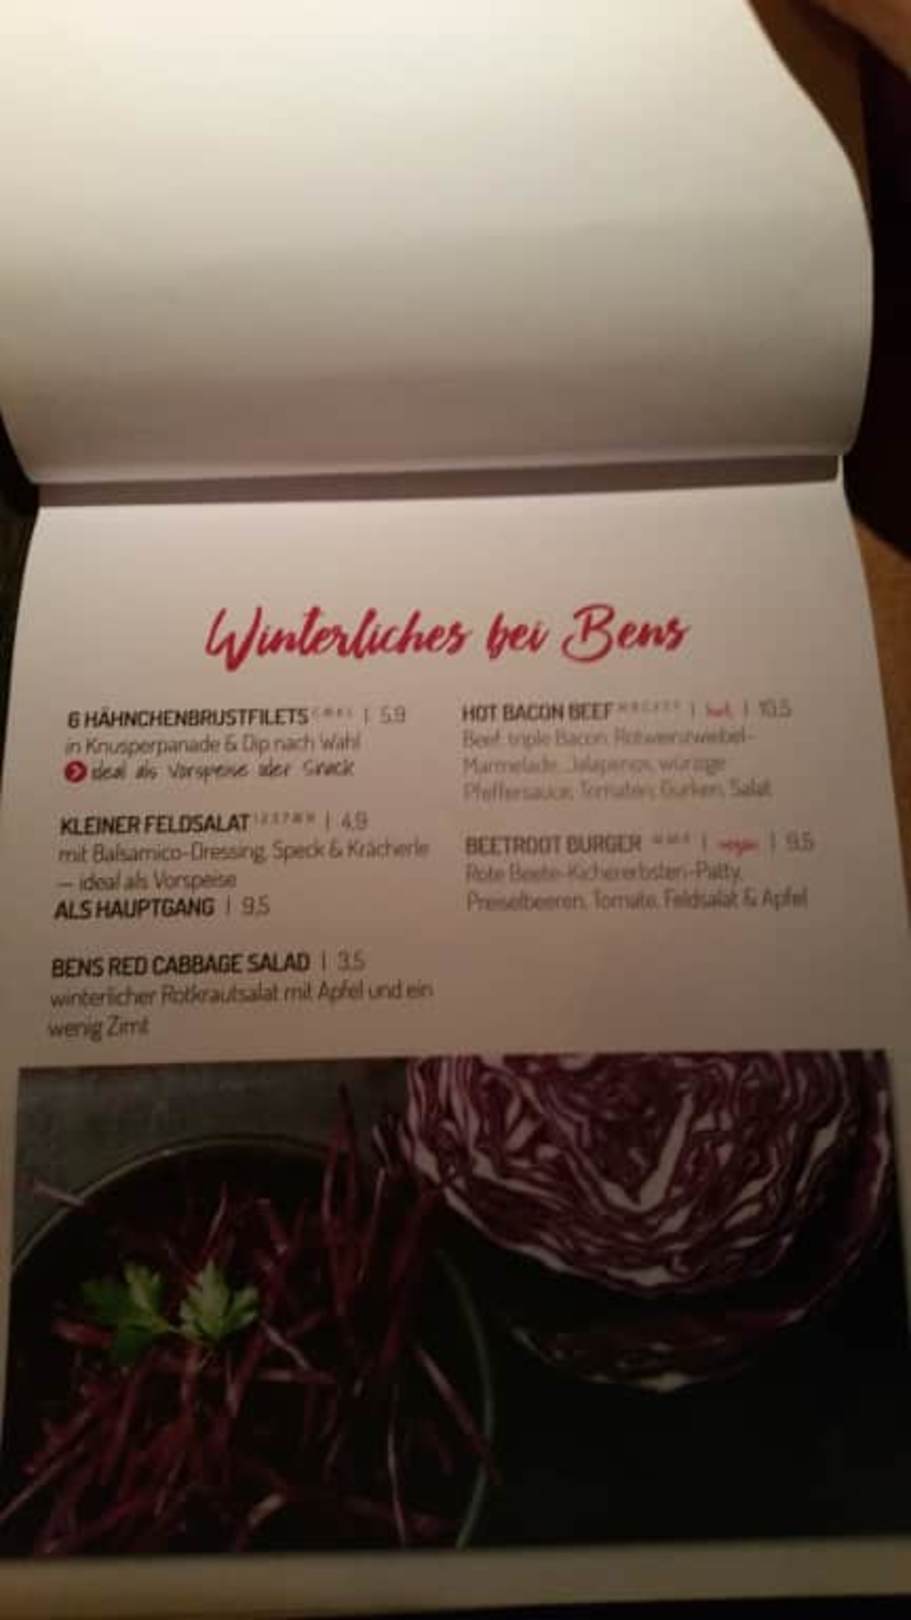 Winterliches bei Bens
6 HÄHNCHENBRUSTFILETS | 5,9
in Knusperpanade & Dip nach Wahl
ideal als Vorspeise oder Snack
KLEINER FELDSALAT | 4,9
mit Balsamico-Dressing, Speck & Krächerle
– ideal als Vorspeise
ALS HAUPTGANG | 9,5
BENS RED CABBAGE SALAD | 3,5
winterlicher Rotkrautsalat mit Apfel und ein
wenig Zimt
HOT BACON BEEF | hot | 10,5
Beef, triple Bacon, Rotweinzwiebel-
Marmelade, Jalapenos, würzige
Pfeffersauce, Tomaten, Gurken, Salat
BEETROOT BURGER | vegan | 9,5
Rote Beete-Kichererbsten-Patty,
Preiselbeeren, Tomate, Feldsalat & Apfel